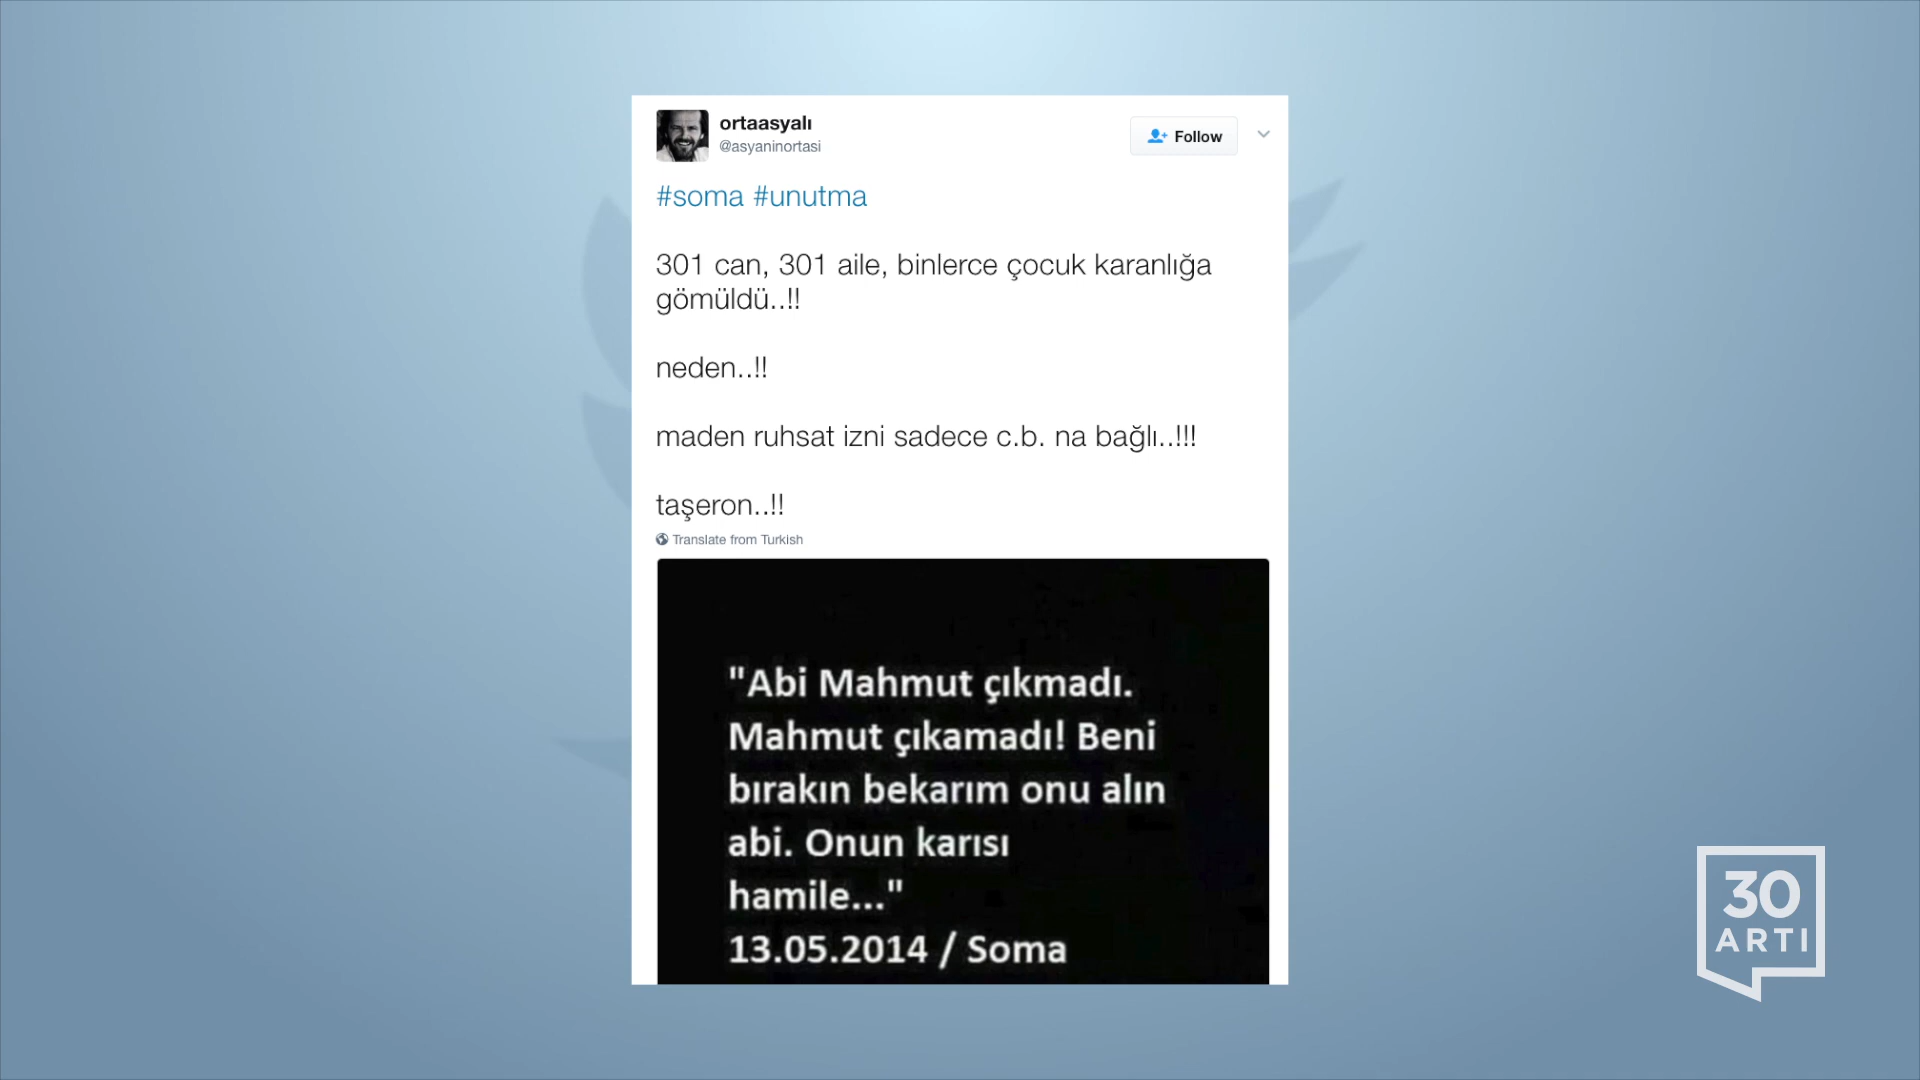 ortaasyalı
@asyaninortasi
Follow
#soma #unutma
301 can, 301 aile, binlerce çocuk karanlığa
gömüldü..!!
neden..!!
maden ruhsat izni sadece c.b. na bağlı..!!!
taşeron..!!
Translate from Turkish
"Abi Mahmut çıkmadı.
Mahmut çıkamadı! Beni
bırakın bekarım onu alın
abi. Onun karısı
hamile..."
13.05.2014 / Soma
30
ARTI